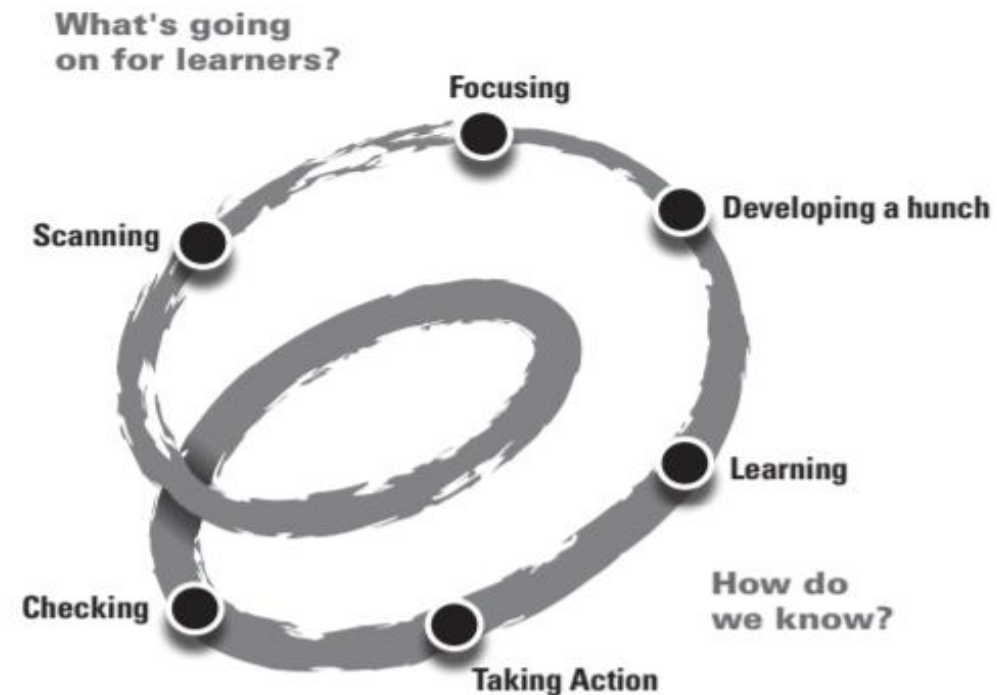 What's going
on for learners?
Focusing
Developing a hunch
Scanning
Learning
How do
we know?
Checking
Taking Action